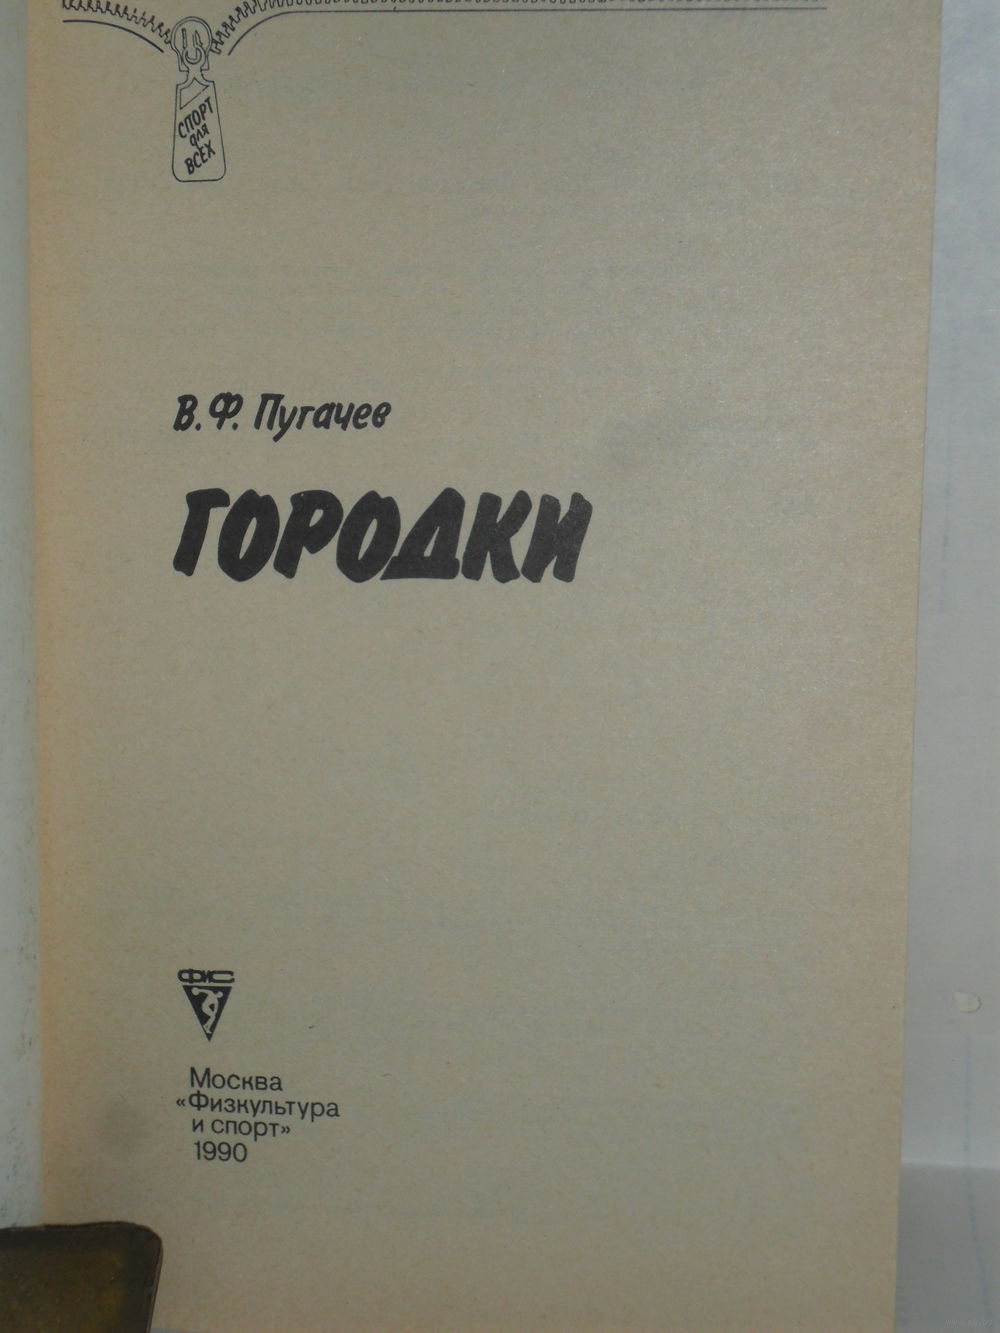 СПОРТ
для
ВСЕХ
В. Ф. Пугачев
ГОРОДКИ
ФИС
Москва
«Физкультура
и спорт»
1990